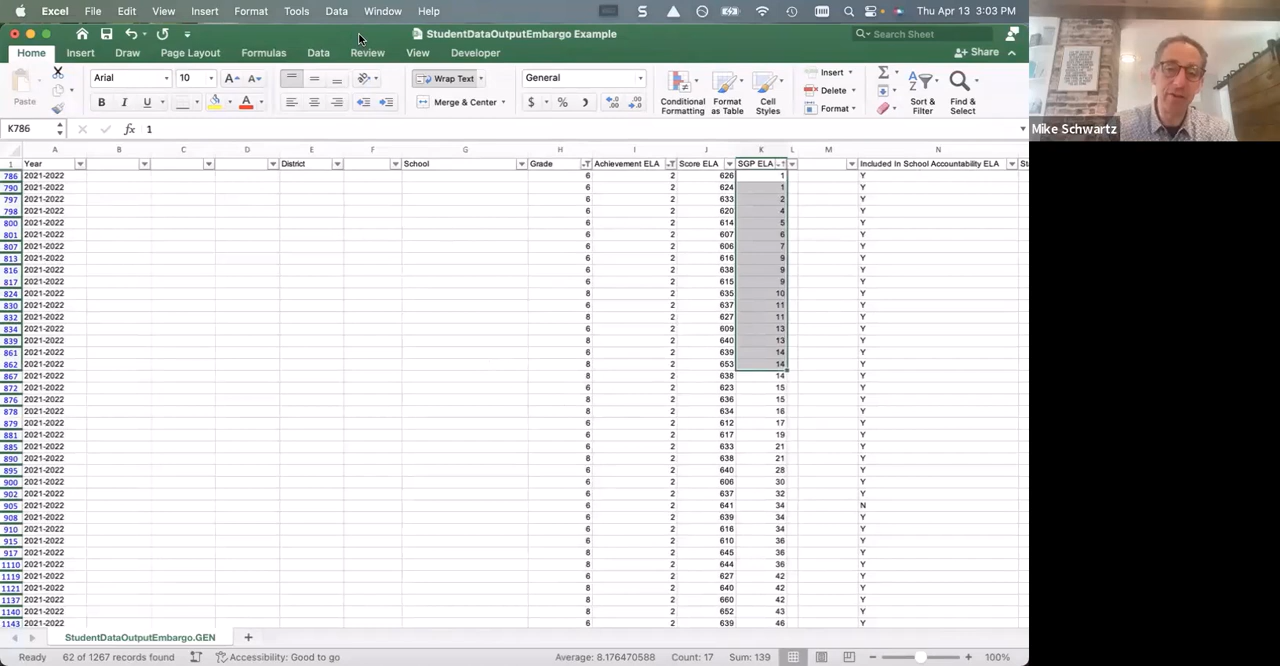 Excel File Edit View Insert Format Tools Data Window Help Thu Apr 13 3:03 PM
StudentDataOutputEmbargo Example Search Sheet
Home Insert Draw Page Layout Formulas Data Review View Developer Share
Paste Arial 10 Wrap Text General Conditional Formatting Format as Table Cell Styles Insert Sort & Filter Find & Select
B I U Merge & Center $ % Delete
Format
K786 fx 1
Mike Schwartz
A B C D E F G H I J K L M N
1 Year District School Grade Achievement ELA Score ELA SGP ELA Included In School Accountability ELA
786 2021-2022 6 2 626 1 Y
790 2021-2022 6 2 624 1 Y
797 2021-2022 6 2 633 2 Y
798 2021-2022 6 2 620 4 Y
800 2021-2022 6 2 614 5 Y
801 2021-2022 6 2 607 6 Y
807 2021-2022 6 2 606 7 Y
813 2021-2022 6 2 616 9 Y
816 2021-2022 6 2 638 9 Y
817 2021-2022 6 2 615 9 Y
824 2021-2022 8 2 635 10 Y
830 2021-2022 6 2 637 11 Y
832 2021-2022 8 2 627 11 Y
834 2021-2022 6 2 609 13 Y
839 2021-2022 8 2 640 13 Y
861 2021-2022 6 2 639 14 Y
862 2021-2022 8 2 653 14 Y
867 2021-2022 8 2 638 14 Y
872 2021-2022 6 2 623 15 Y
876 2021-2022 8 2 636 15 Y
878 2021-2022 8 2 634 16 Y
879 2021-2022 6 2 612 17 Y
881 2021-2022 6 2 617 19 Y
885 2021-2022 6 2 633 21 Y
890 2021-2022 8 2 638 21 Y
895 2021-2022 6 2 640 28 Y
900 2021-2022 6 2 606 30 Y
902 2021-2022 6 2 637 32 Y
905 2021-2022 6 2 641 34 N
908 2021-2022 8 2 639 34 Y
910 2021-2022 6 2 616 34 Y
915 2021-2022 6 2 610 36 Y
917 2021-2022 8 2 645 36 Y
1110 2021-2022 8 2 644 36 Y
1119 2021-2022 6 2 627 42 Y
1121 2021-2022 8 2 640 42 Y
1137 2021-2022 8 2 660 42 Y
1140 2021-2022 8 2 652 43 Y
1143 2021-2022 6 2 639 46 Y
StudentDataOutputEmbargo.GEN +
Ready 62 of 1267 records found Accessibility: Good to go Average: 8.176470588 Count: 17 Sum: 139 100%